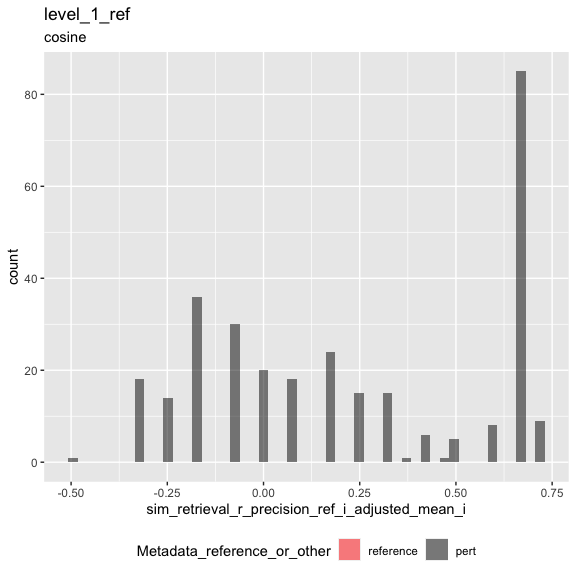 level_1_ref
cosine
80
60
40
20
0
count
-0.50
-0.25
0.00
0.25
0.50
0.75
sim_retrieval_r_precision_ref_i_adjusted_mean_i
Metadata_reference_or_other
reference
pert